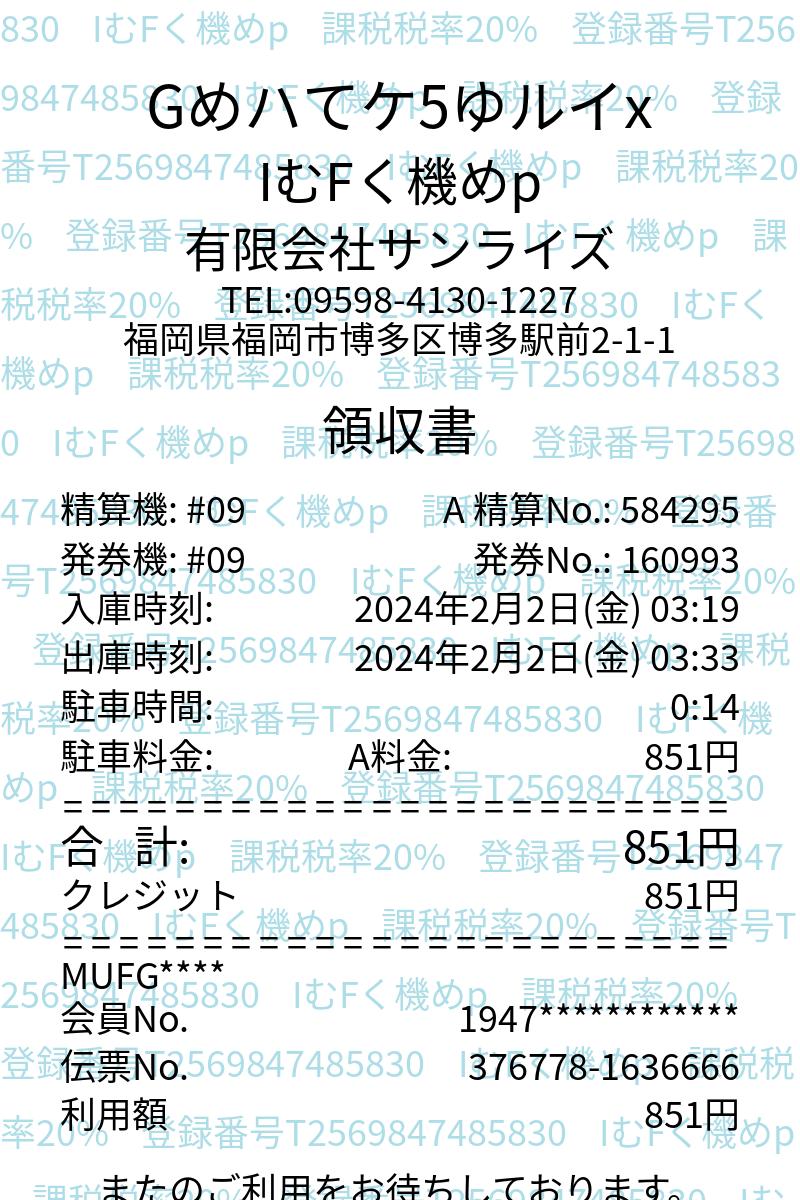 Gめハてケ5ゆルイx
IむFく機めp
有限会社サンライズ
TEL:09598-4130-1227
福岡県福岡市博多区博多駅前2-1-1
領収書
精算機: #09 A 精算No.: 584295
発券機: #09 発券No.: 160993
入庫時刻: 2024年2月2日(金) 03:19
出庫時刻: 2024年2月2日(金) 03:33
駐車時間: 0:14
駐車料金: A料金: 851円
========================
合 計: 851円
クレジット 851円
========================
MUFG****
会員No. 1947************
伝票No. 376778-1636666
利用額 851円
またのご利用をお待ちしております。